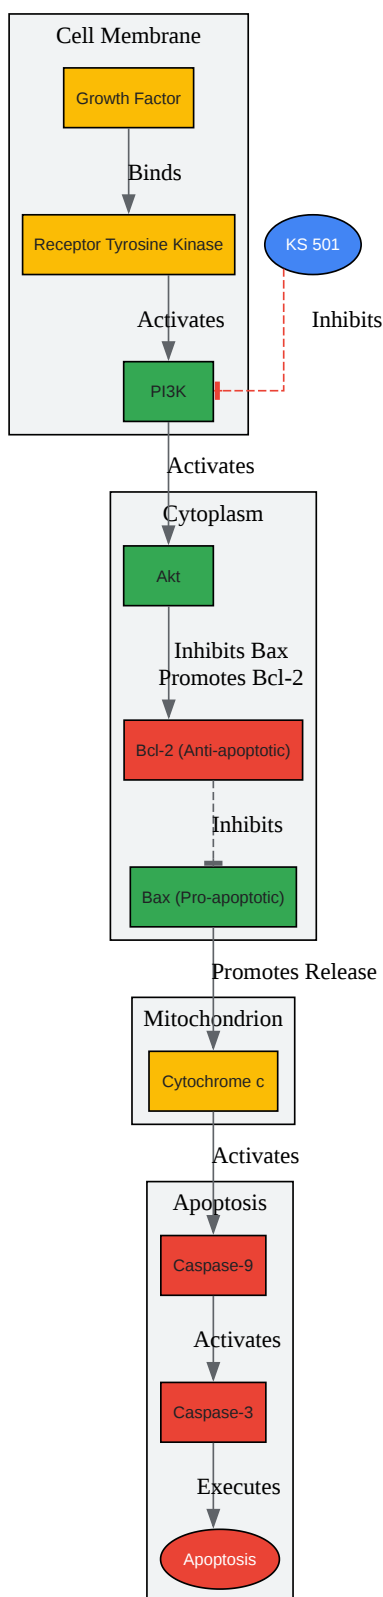 Cell Membrane
Growth Factor
Binds
Receptor Tyrosine Kinase
KS 501
Activates
Inhibits
PI3K
Activates
Cytoplasm
Akt
Inhibits Bax
Promotes Bcl-2
Bcl-2 (Anti-apoptotic)
Inhibits
Bax (Pro-apoptotic)
Promotes Release
Mitochondrion
Cytochrome c
Activates
Apoptosis
Caspase-9
Activates
Caspase-3
Executes
Apoptosis